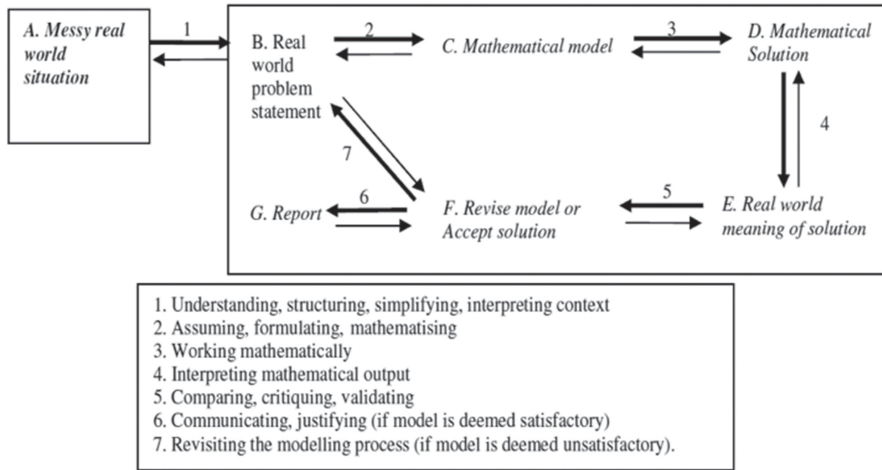 A. Messy real
world
situation
1
B. Real
world
problem
statement
2
C. Mathematical model
3
D. Mathematical
Solution
4
7
6
G. Report
F. Revise model or
Accept solution
5
E. Real world
meaning of solution
1. Understanding, structuring, simplifying, interpreting context
2. Assuming, formulating, mathematising
3. Working mathematically
4. Interpreting mathematical output
5. Comparing, critiquing, validating
6. Communicating, justifying (if model is deemed satisfactory)
7. Revisiting the modelling process (if model is deemed unsatisfactory).